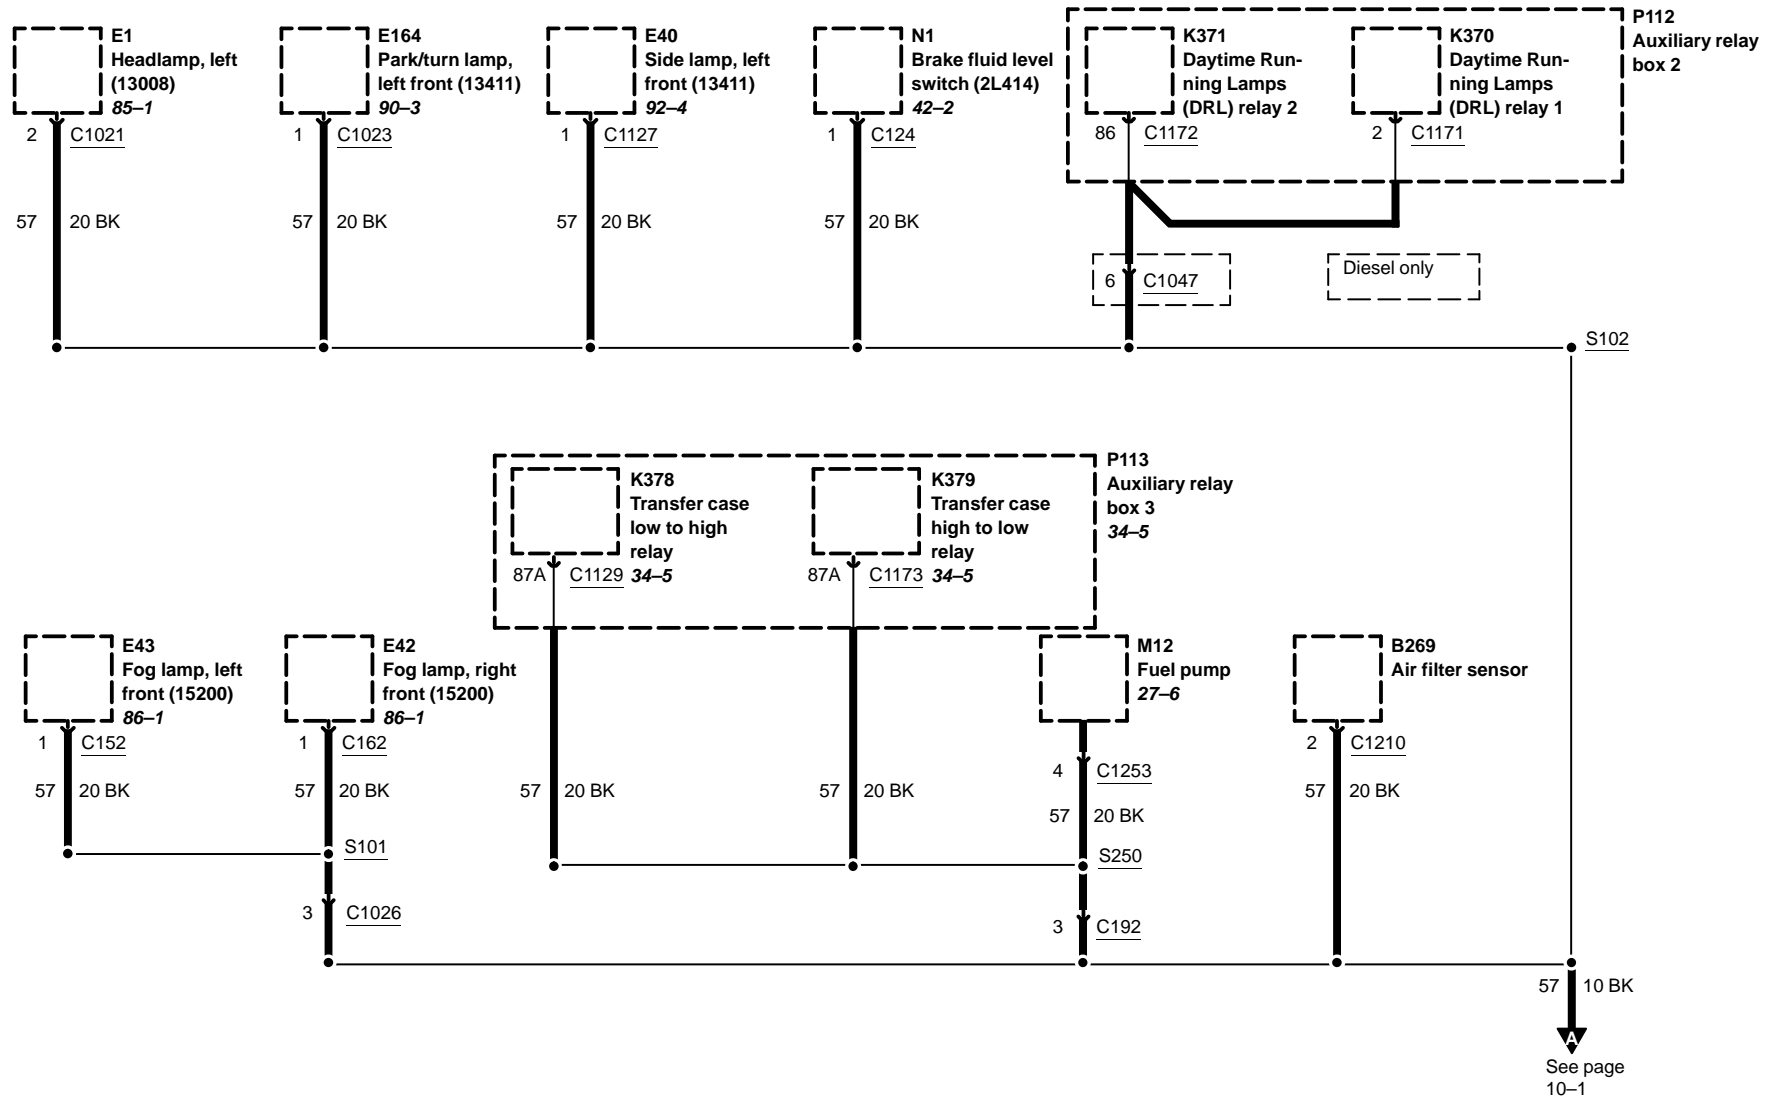 E1
Headlamp, left
(13008)
85–1
2 C1021
57 20 BK
E164
Park/turn lamp,
left front (13411)
90–3
1 C1023
57 20 BK
E40
Side lamp, left
front (13411)
92–4
1 C1127
57 20 BK
N1
Brake fluid level
switch (2L414)
42–2
1 C124
57 20 BK
K371
Daytime Run-
ning Lamps
(DRL) relay 2
86 C1172
K370
Daytime Run-
ning Lamps
(DRL) relay 1
2 C1171
P112
Auxiliary relay
box 2
6 C1047
Diesel only
S102
K378
Transfer case
low to high
relay
87A C1129 34–5
K379
Transfer case
high to low
relay
87A C1173 34–5
P113
Auxiliary relay
box 3
34–5
E43
Fog lamp, left
front (15200)
86–1
1 C152
57 20 BK
E42
Fog lamp, right
front (15200)
86–1
1 C162
57 20 BK
S101
3 C1026
57 20 BK
57 20 BK
M12
Fuel pump
27–6
4 C1253
57 20 BK
S250
3 C192
B269
Air filter sensor
2 C1210
57 20 BK
57 10 BK
A
See page
10–1